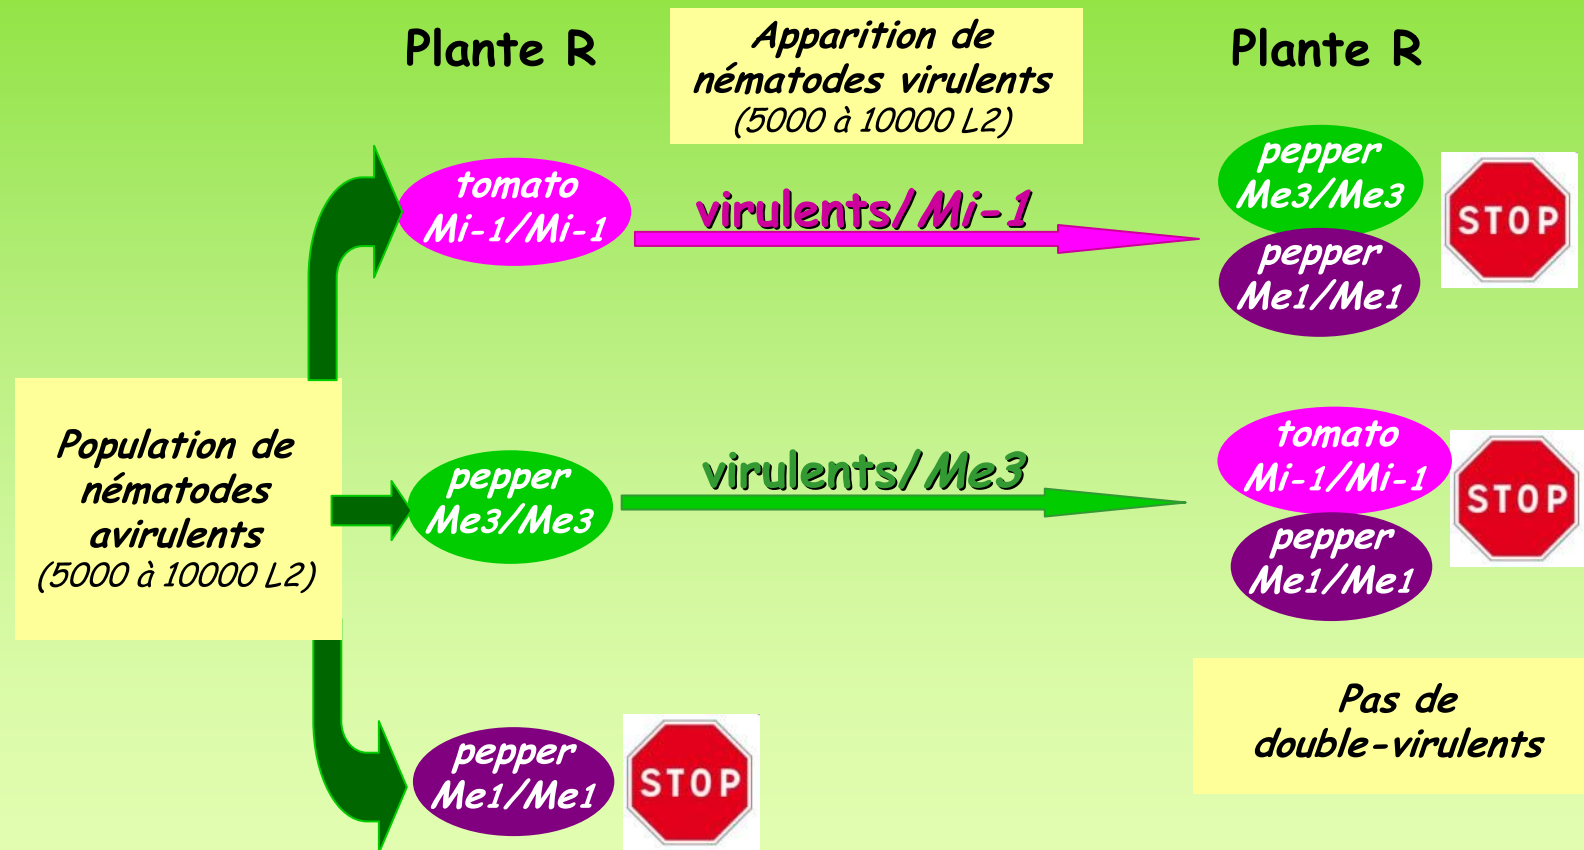 Plante R
Apparition de
nématodes virulents
(5000 à 10000 L2)
Plante R
tomato
Mi-1/Mi-1
virulents/Mi-1
pepper
Me3/Me3
pepper
Me1/Me1
STOP
Population de
nématodes
avirulents
(5000 à 10000 L2)
pepper
Me3/Me3
virulents/Me3
tomato
Mi-1/Mi-1
pepper
Me1/Me1
STOP
pepper
Me1/Me1
STOP
Pas de
double-virulents